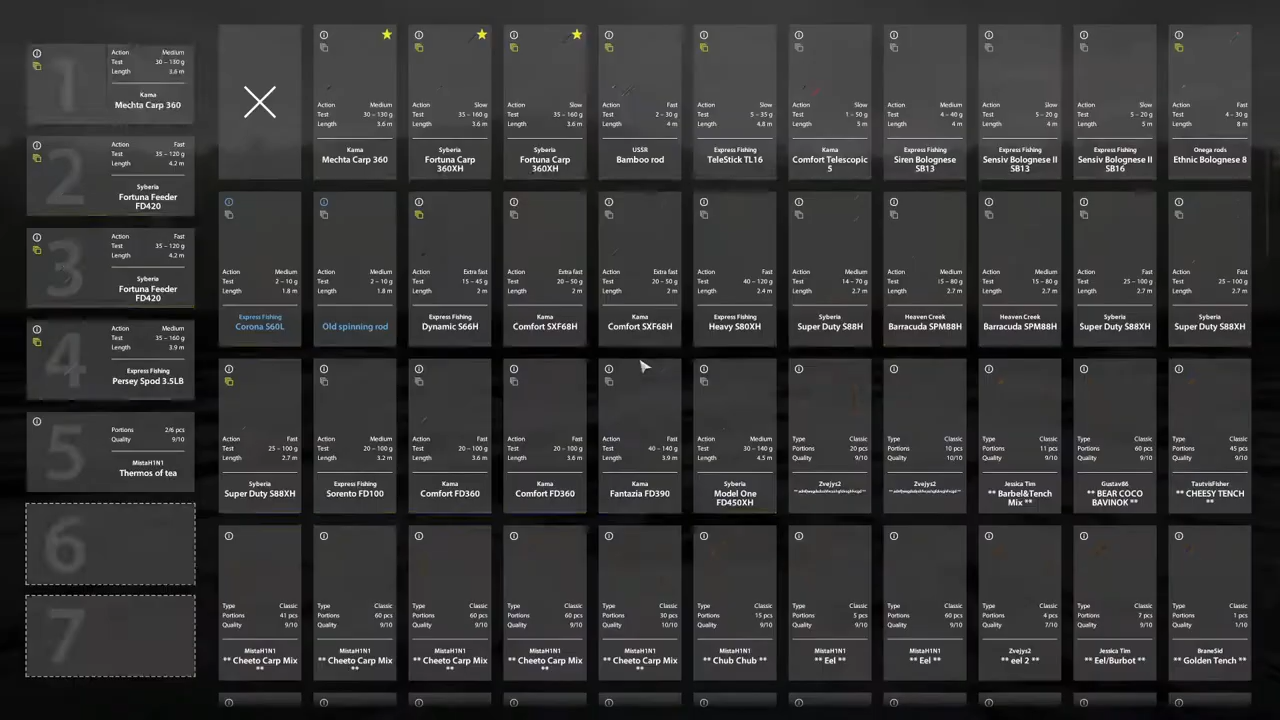 1
Action Medium
Test 30 – 130 g
Length 3.6 m
Kama
Mechta Carp 360
2
Action Fast
Test 35 – 120 g
Length 4.2 m
Syberia
Fortuna Feeder
FD420
3
Action Fast
Test 35 – 120 g
Length 4.2 m
Syberia
Fortuna Feeder
FD420
4
Action Medium
Test 35 – 160 g
Length 3.9 m
Express Fishing
Persey Spod 3.5LB
5
Portions 2/6 pcs
Quality 9/10
MistaH1N1
Thermos of tea
6
7
Action Medium
Test 30 – 130 g
Length 3.6 m
Kama
Mechta Carp 360
Action Slow
Test 35 – 160 g
Length 3.6 m
Syberia
Fortuna Carp
360XH
Action Slow
Test 35 – 160 g
Length 3.6 m
Syberia
Fortuna Carp
360XH
Action Fast
Test 2 – 30 g
Length 4 m
USSR
Bamboo rod
Action Slow
Test 5 – 35 g
Length 4.8 m
Express Fishing
TeleStick TL16
Action Slow
Test 1 – 50 g
Length 5 m
Kama
Comfort Telescopic
5
Action Medium
Test 4 – 40 g
Length 4 m
Express Fishing
Siren Bolognese
SB13
Action Slow
Test 5 – 20 g
Length 4 m
Express Fishing
Sensiv Bolognese II
SB13
Action Slow
Test 5 – 20 g
Length 5 m
Express Fishing
Sensiv Bolognese II
SB16
Action Fast
Test 4 – 30 g
Length 8 m
Onega rods
Ethnic Bolognese 8
Action Medium
Test 2 – 10 g
Length 1.8 m
Express Fishing
Corona S60L
Action Medium
Test 2 – 10 g
Length 1.8 m
Old spinning rod
Action Extra fast
Test 15 – 45 g
Length 2 m
Express Fishing
Dynamic S66H
Action Extra fast
Test 20 – 50 g
Length 2 m
Kama
Comfort SXF68H
Action Extra fast
Test 20 – 50 g
Length 2 m
Kama
Comfort SXF68H
Action Fast
Test 40 – 120 g
Length 2.4 m
Express Fishing
Heavy S80XH
Action Medium
Test 14 – 70 g
Length 2.7 m
Syberia
Super Duty S88H
Action Medium
Test 15 – 80 g
Length 2.7 m
Heaven Creek
Barracuda SPM88H
Action Medium
Test 15 – 80 g
Length 2.7 m
Heaven Creek
Barracuda SPM88H
Action Fast
Test 25 – 100 g
Length 2.7 m
Syberia
Super Duty S88XH
Action Fast
Test 25 – 100 g
Length 2.7 m
Syberia
Super Duty S88XH
Action Fast
Test 25 – 100 g
Length 2.7 m
Syberia
Super Duty S88XH
Action Medium
Test 20 – 100 g
Length 3.2 m
Express Fishing
Sorento FD100
Action Fast
Test 20 – 100 g
Length 3.6 m
Kama
Comfort FD360
Action Fast
Test 20 – 100 g
Length 3.6 m
Kama
Comfort FD360
Action Fast
Test 40 – 140 g
Length 3.9 m
Kama
Fantazia FD390
Action Medium
Test 30 – 140 g
Length 4.5 m
Syberia
Model One
FD450XH
Type Classic
Portions 20 pcs
Quality 9/10
Zvejys2
Type Classic
Portions 10 pcs
Quality 10/10
Zvejys2
Type Classic
Portions 11 pcs
Quality 9/10
Jessica Tim
** Barbel&Tench
Mix **
Type Classic
Portions 60 pcs
Quality 9/10
Gustav86
** BEAR COCO
BAVINOK **
Type Classic
Portions 45 pcs
Quality 9/10
TautvisFisher
** CHEESY TENCH
**
Type Classic
Portions 41 pcs
Quality 9/10
MistaH1N1
** Cheeto Carp Mix
**
Type Classic
Portions 60 pcs
Quality 9/10
MistaH1N1
** Cheeto Carp Mix
**
Type Classic
Portions 60 pcs
Quality 9/10
MistaH1N1
** Cheeto Carp Mix
**
Type Classic
Portions 60 pcs
Quality 9/10
MistaH1N1
** Cheeto Carp Mix
**
Type Classic
Portions 30 pcs
Quality 10/10
MistaH1N1
** Cheeto Carp Mix
**
Type Classic
Portions 15 pcs
Quality 9/10
MistaH1N1
** Chub Chub **
Type Classic
Portions 5 pcs
Quality 9/10
MistaH1N1
** Eel **
Type Classic
Portions 60 pcs
Quality 9/10
MistaH1N1
** Eel **
Type Classic
Portions 4 pcs
Quality 7/10
Zvejys2
** eel 2 **
Type Classic
Portions 7 pcs
Quality 9/10
Jessica Tim
** Eel/Burbot **
Type Classic
Portions 1 pcs
Quality 1/10
BraneSid
** Golden Tench **